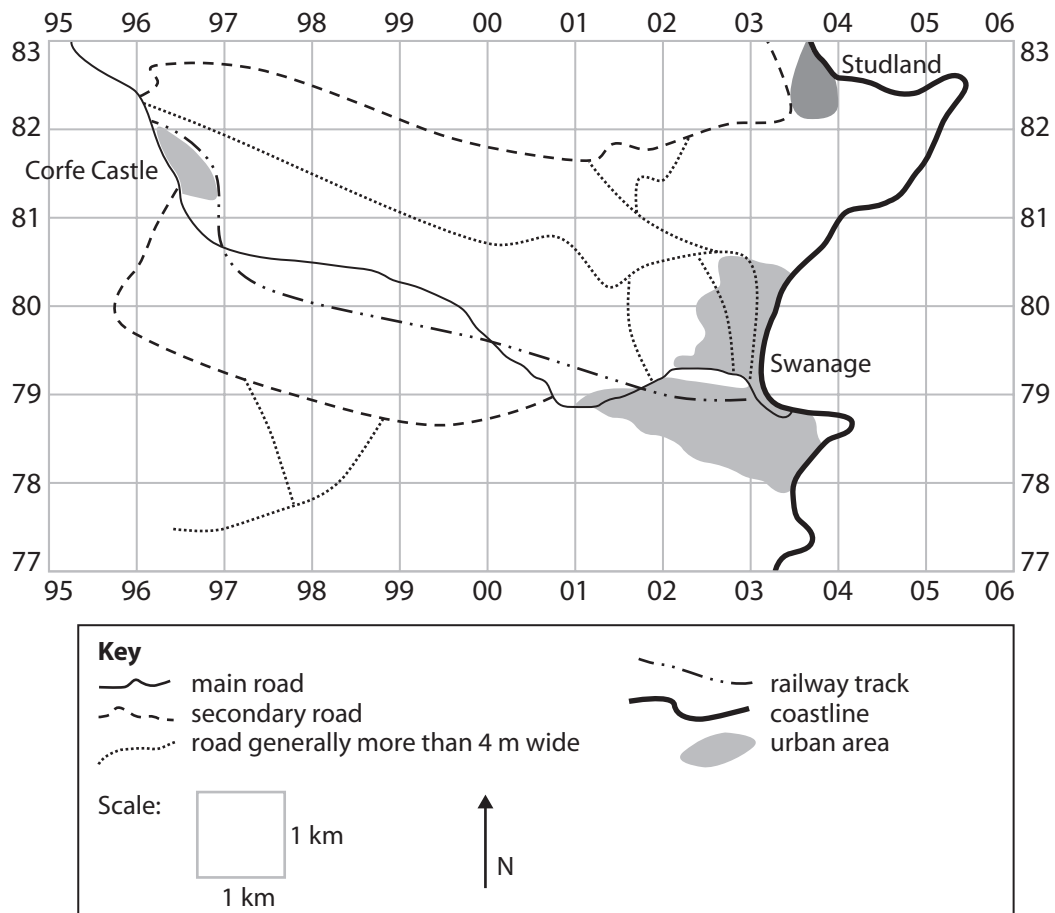 95 96 97 98 99 00 01 02 03 04 05 06
83 83
Studland
82 82
Corfe Castle
81 81
80 80
Swanage
79 79
78 78
77 77
95 96 97 98 99 00 01 02 03 04 05 06
Key
main road
secondary road
road generally more than 4 m wide
railway track
coastline
urban area
Scale:
1 km
N
1 km